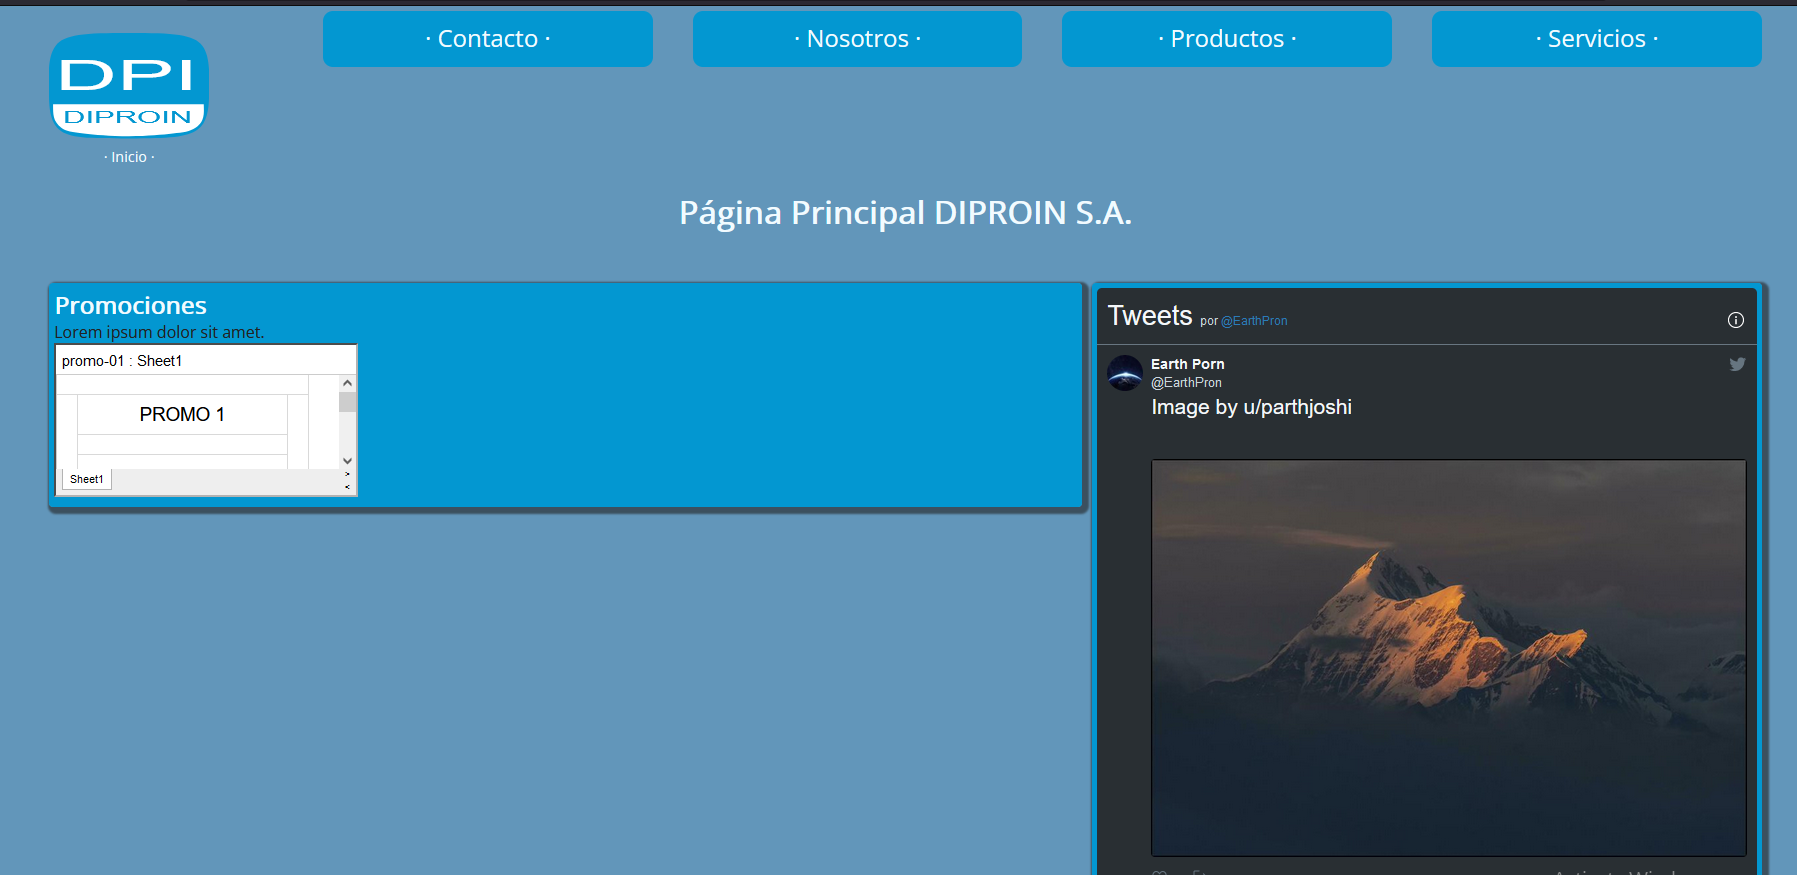 · Contacto ·
· Nosotros ·
· Productos ·
· Servicios ·
DPI
DIPROIN
· Inicio ·
Página Principal DIPROIN S.A.
Promociones
Lorem ipsum dolor sit amet.
promo-01 : Sheet1
PROMO 1
Sheet1
Tweets por @EarthPron
Earth Porn
@EarthPron
Image by u/parthjoshi